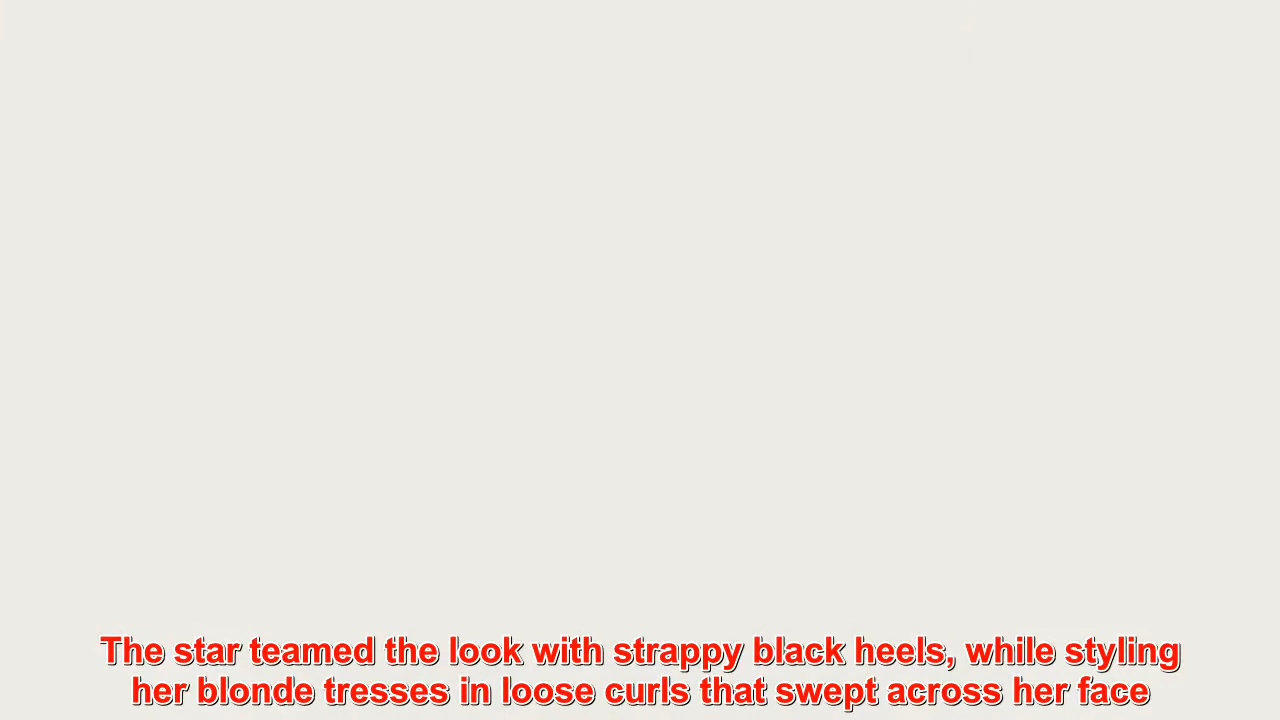 The star teamed the look with strappy black heels, while styling
her blonde tresses in loose curls that swept across her face